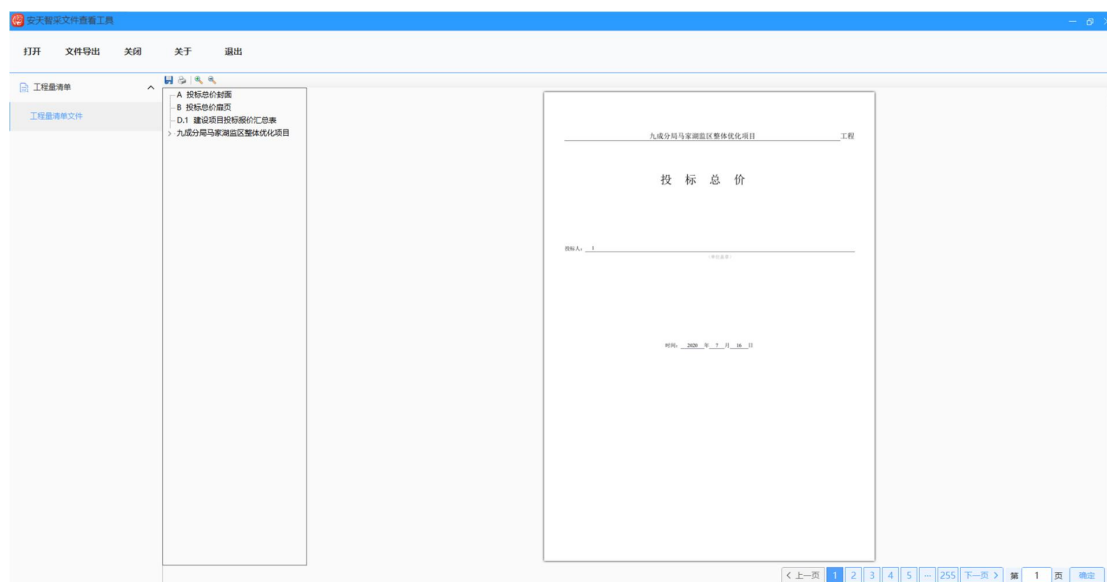 安天智采文件查看工具
打开 文件导出 关闭 关于 退出
工程量清单
工程量清单文件
A 投标总价封面
B 投标总价扉页
D.1 建设项目投标报价汇总表
九成分局马家湖监区整体优化项目
九成分局马家湖监区整体优化项目 工程
投 标 总 价
投标人： 1
时间： 2020 年 7 月 16 日
< 上一页 1 2 3 4 5 ... 255 下一页 > 第 1 页 确定